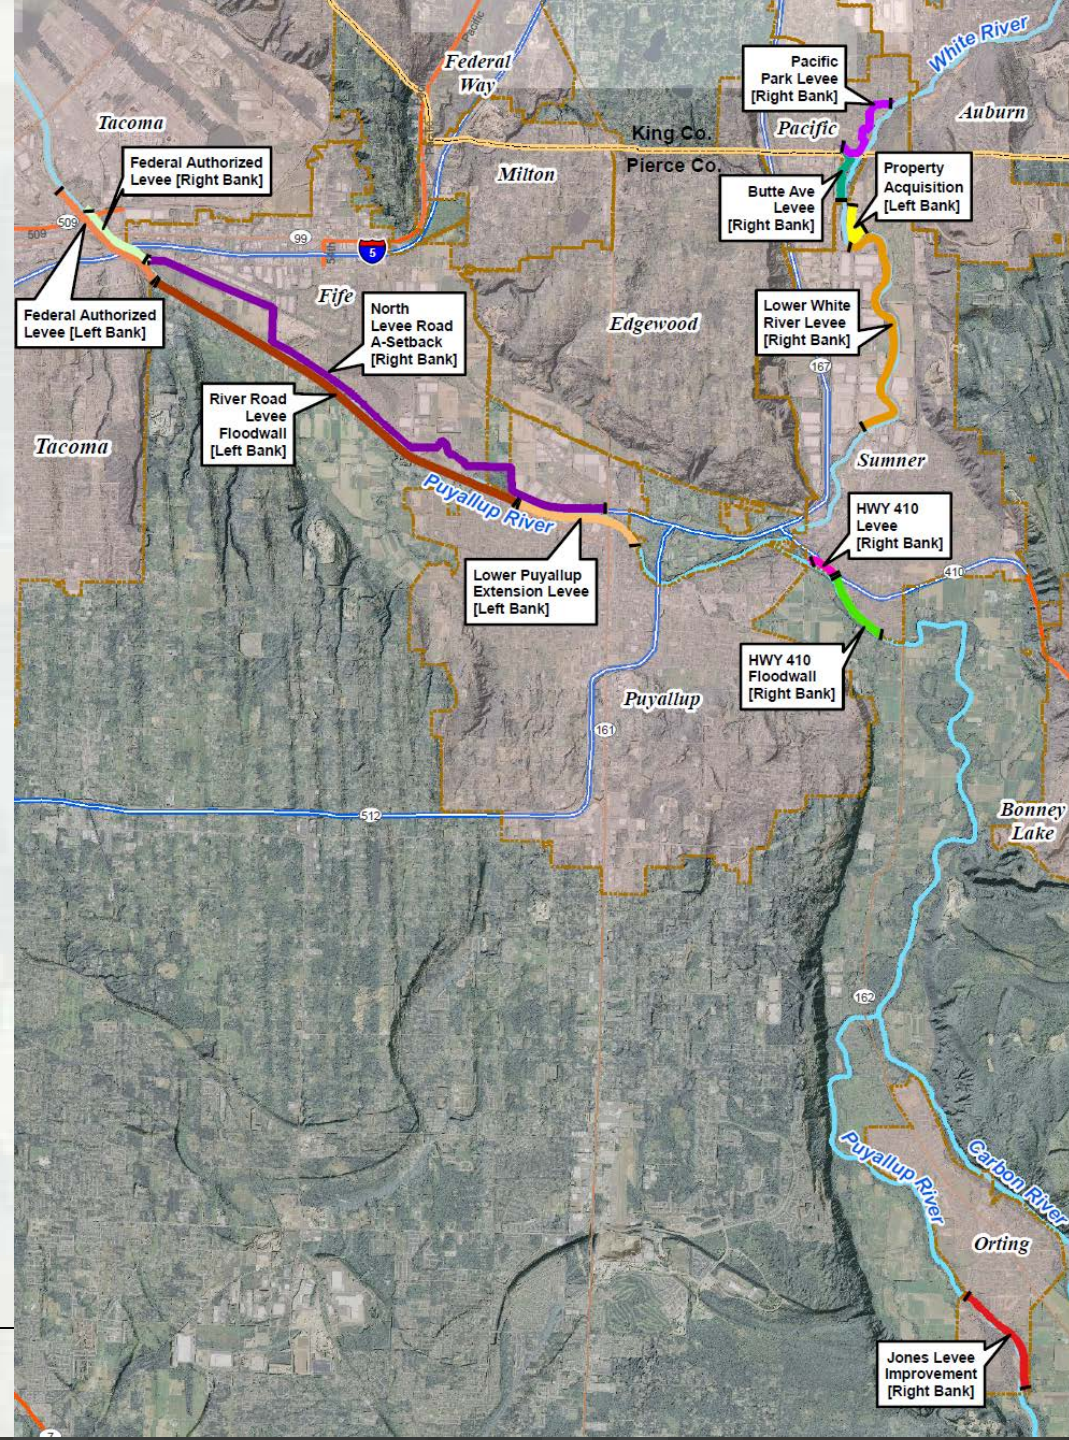 Pacific
Federal
Way
White River
Pacific
Park Levee
[Right Bank]
Auburn
Tacoma
Pacific
King Co.
Pierce Co.
Federal Authorized
Levee [Right Bank]
Milton
Property
Acquisition
[Left Bank]
Butte Ave
Levee
[Right Bank]
509
509
99
54th
5
Fife
Federal Authorized
Levee [Left Bank]
North
Levee Road
A-Setback
[Right Bank]
Edgewood
Lower White
River Levee
[Right Bank]
167
River Road
Levee
Floodwall
[Left Bank]
Tacoma
Sumner
Puyallup River
HWY 410
Levee
[Right Bank]
410
Lower Puyallup
Extension Levee
[Left Bank]
HWY 410
Floodwall
[Right Bank]
Puyallup
161
512
Bonney
Lake
162
Puyallup River
Carbon River
Orting
Jones Levee
Improvement
[Right Bank]
7